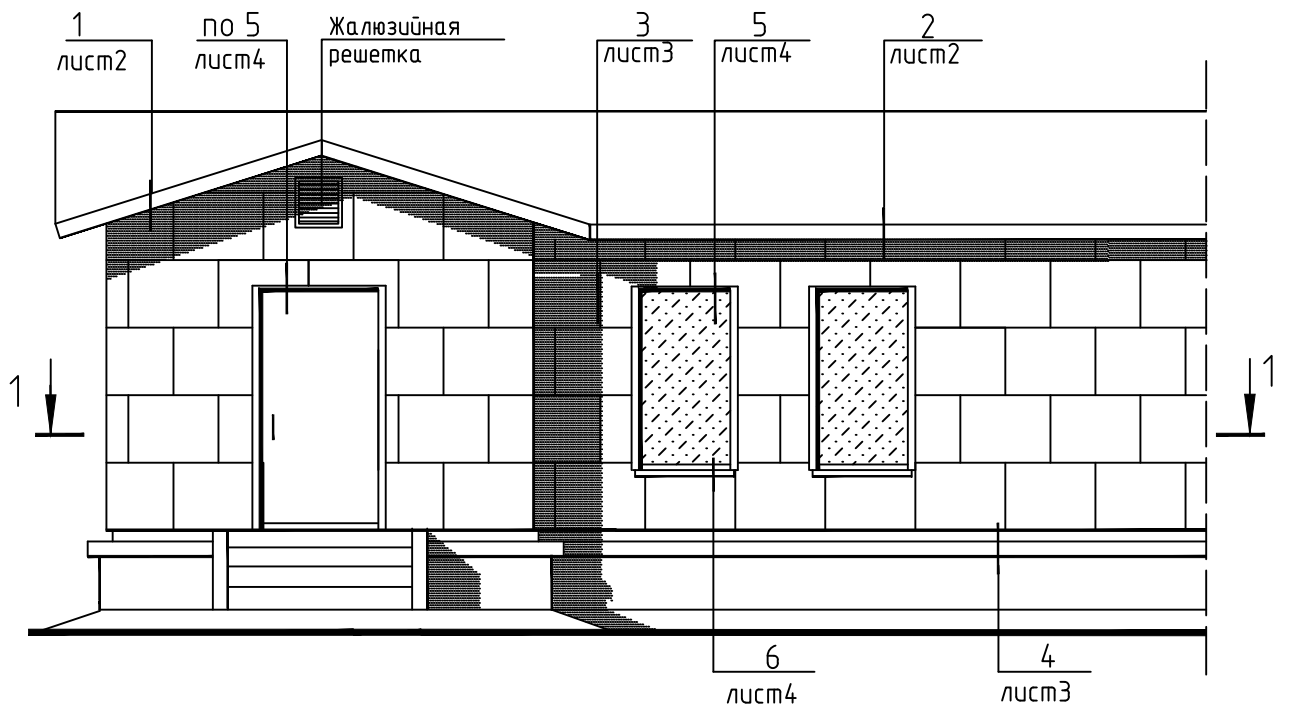 1
лист2
по 5
лист4
Жалюзийная
решетка
3
лист3
5
лист4
2
лист2
1
1
6
лист4
4
лист3